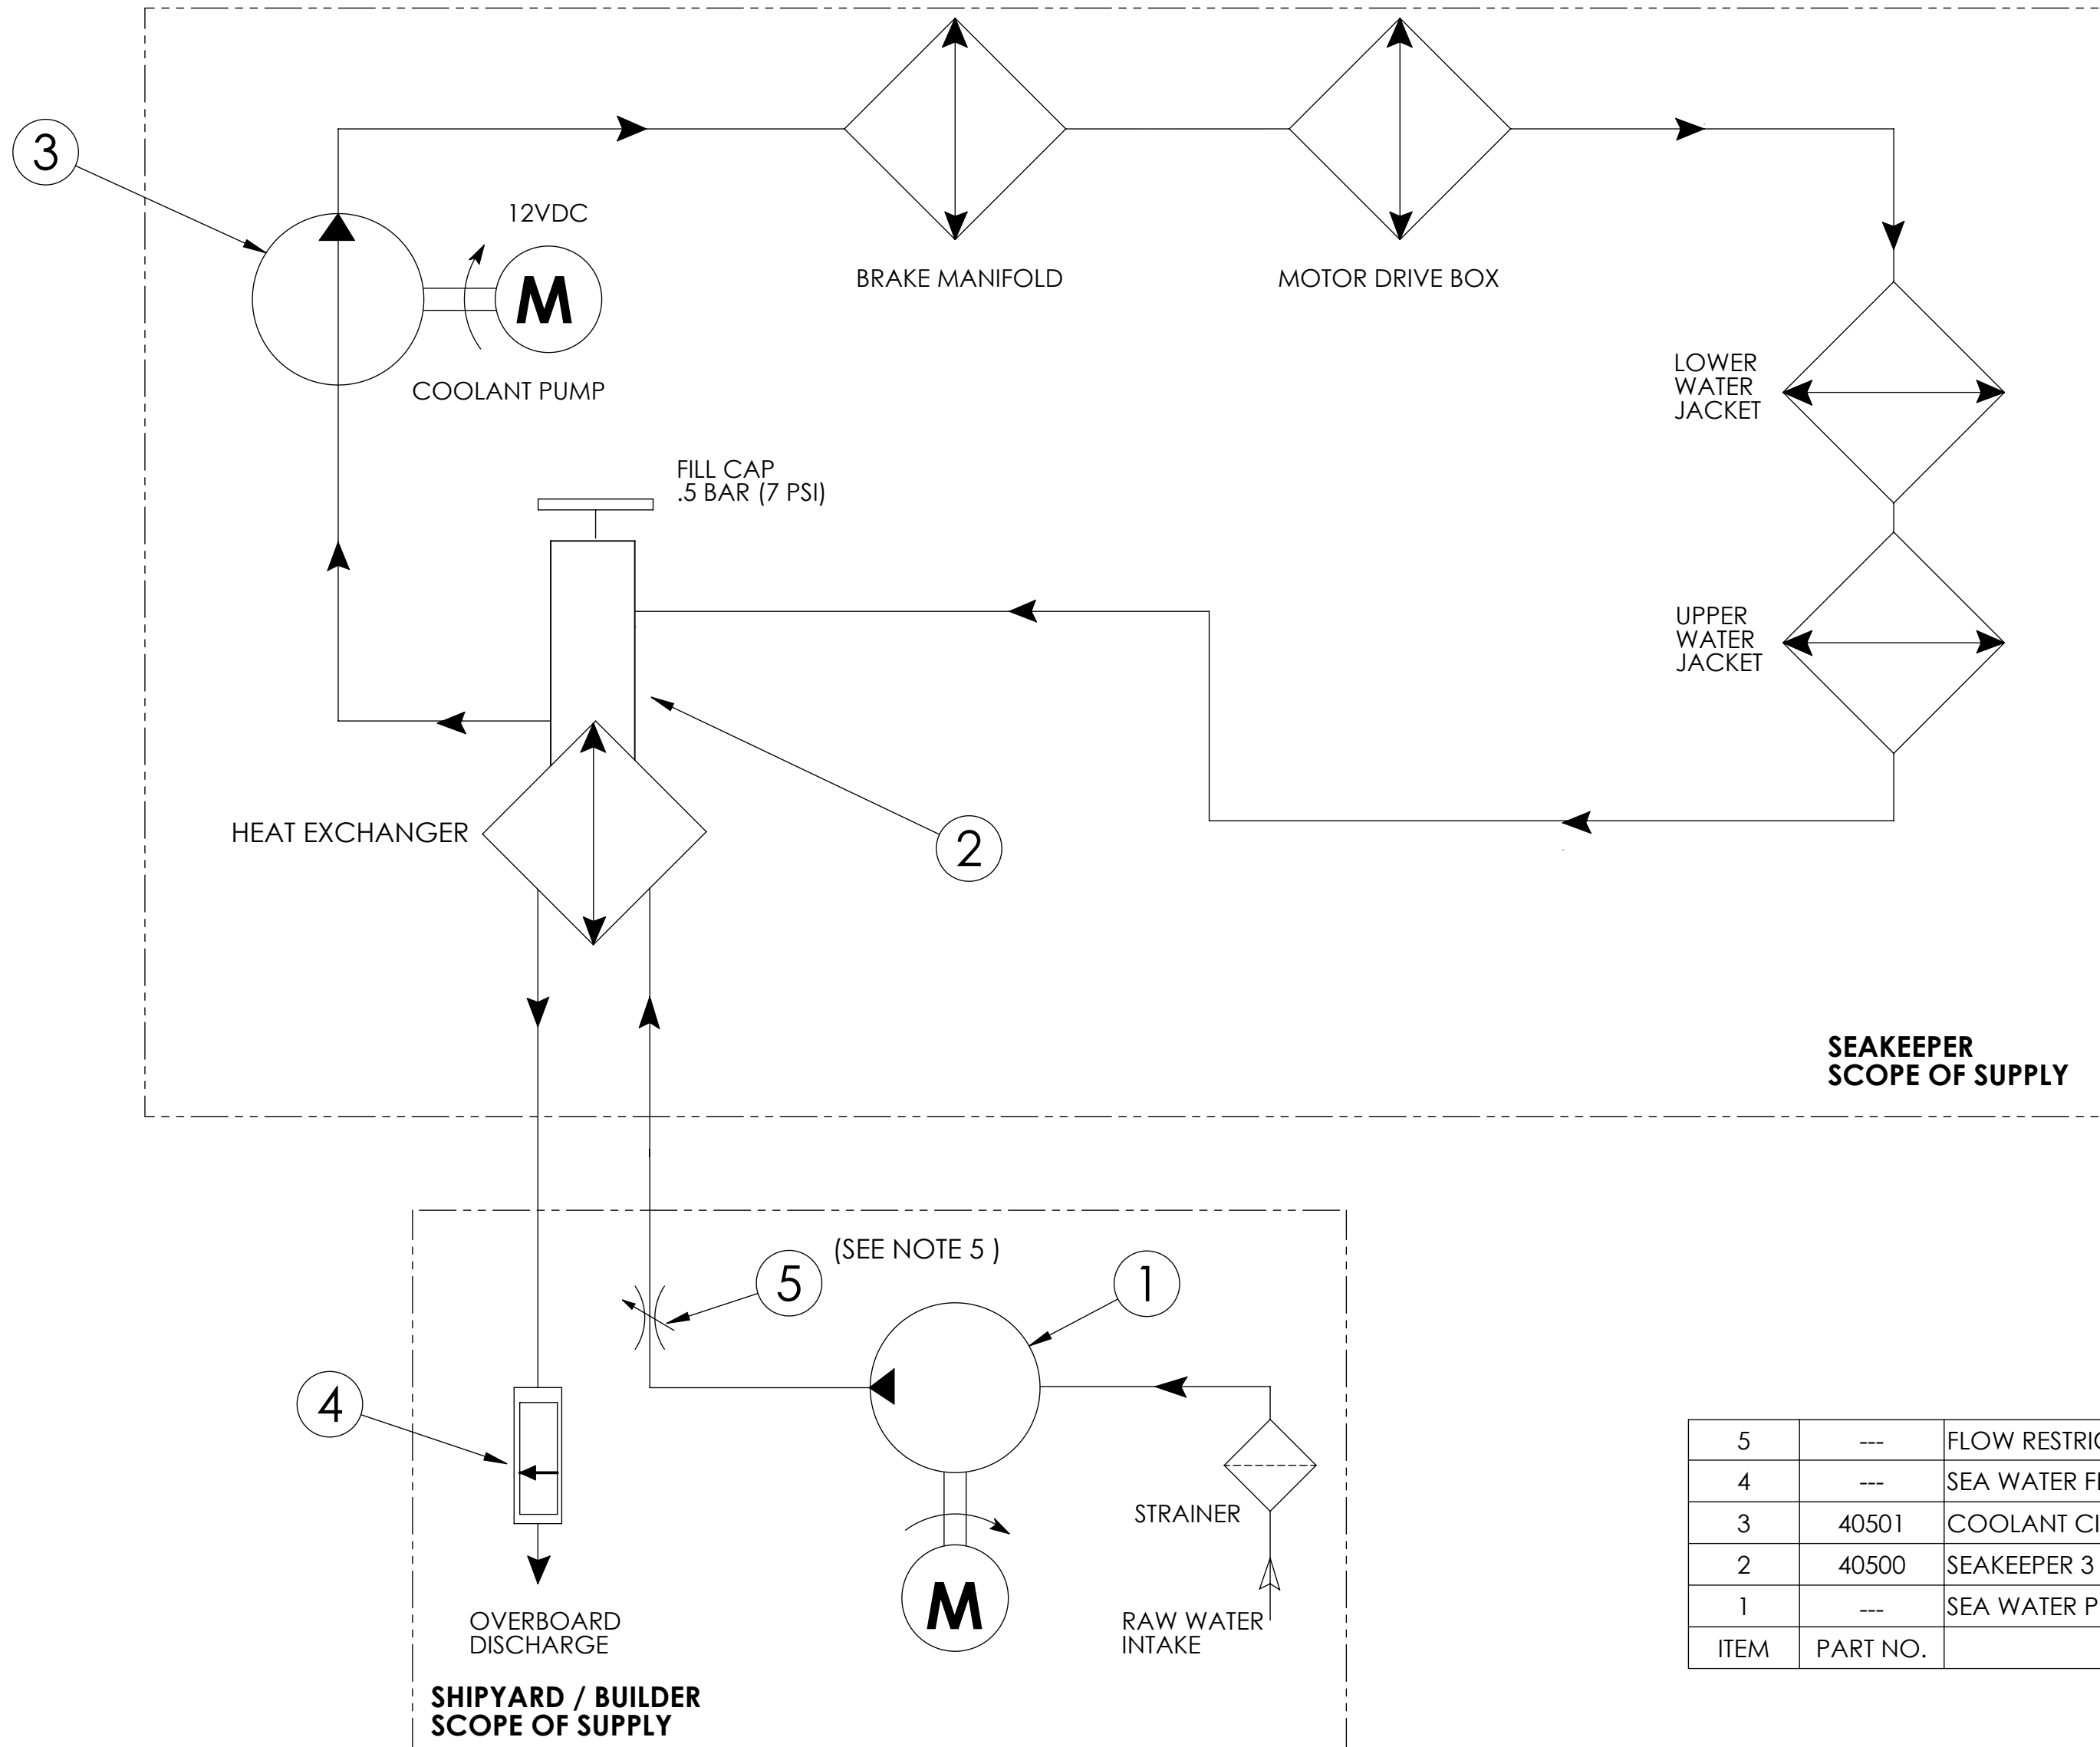 3
12VDC
M
COOLANT PUMP
BRAKE MANIFOLD
MOTOR DRIVE BOX
LOWER
WATER
JACKET
FILL CAP
.5 BAR (7 PSI)
UPPER
WATER
JACKET
HEAT EXCHANGER
2
SEAKEEPER
SCOPE OF SUPPLY
(SEE NOTE 5 )
5
1
4
STRAINER
M
OVERBOARD
DISCHARGE
RAW WATER
INTAKE
SHIPYARD / BUILDER
SCOPE OF SUPPLY
5 --- FLOW
4 --- SEA WATER
3 40501 COOLANT
2 40500 SEAKEEPER 3
1 --- SEA WATER
ITEM PART NO.